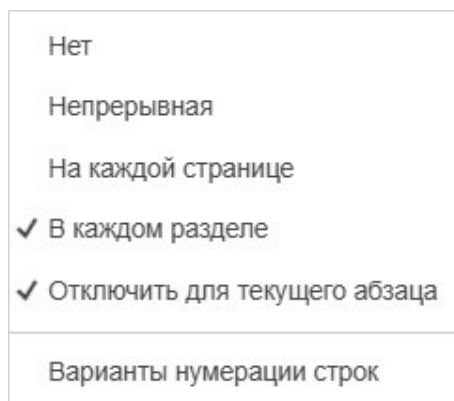 Нет
Непрерывная
На каждой странице
В каждом разделе
Отключить для текущего абзаца
Варианты нумерации строк